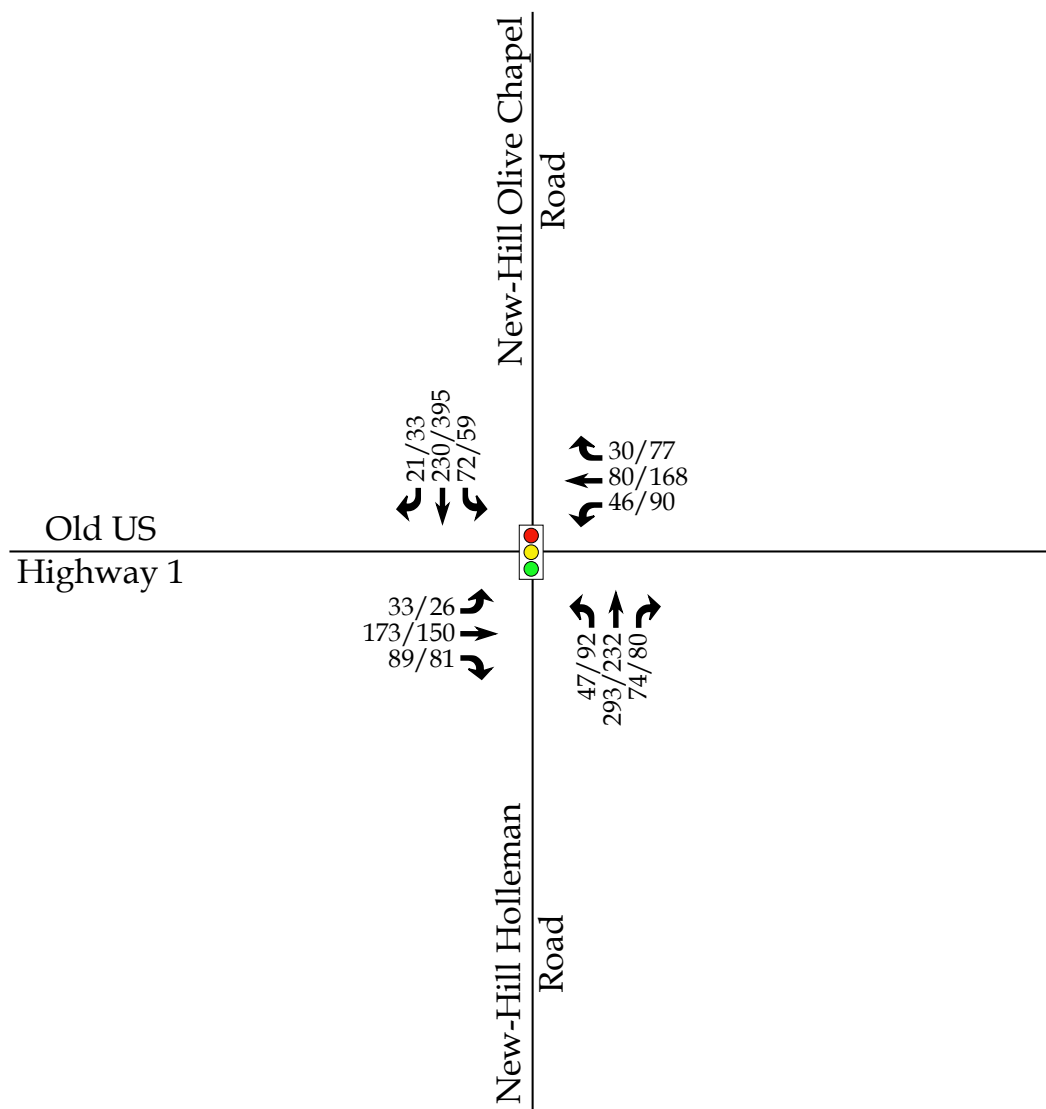 New-Hill Olive Chapel
Road
21/33
230/395
72/59
30/77
80/168
46/90
Old US
Highway 1
33/26
173/150
89/81
47/92
293/232
74/80
New-Hill Holleman
Road